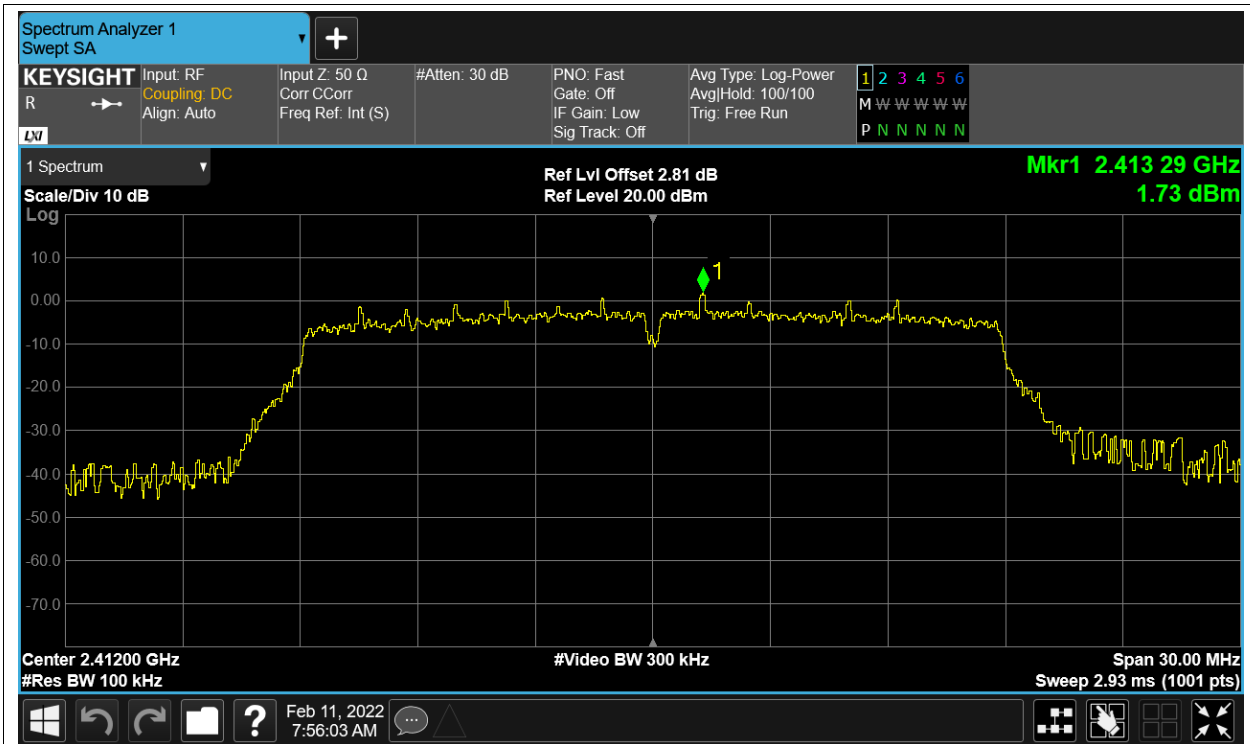 Spectrum Analyzer 1
Swept SA
KEYSIGHT
R
LXI
Input: RF
Coupling: DC
Align: Auto
Input Z: 50 Ω
Corr CCorr
Freq Ref: Int (S)
#Atten: 30 dB
PNO: Fast
Gate: Off
IF Gain: Low
Sig Track: Off
Avg Type: Log-Power
Avg|Hold: 100/100
Trig: Free Run
1 2 3 4 5 6
M W W W W W
P N N N N N
1 Spectrum
Scale/Div 10 dB
Log
Ref Lvl Offset 2.81 dB
Ref Level 20.00 dBm
Mkr1 2.413 29 GHz
1.73 dBm
1
10.0
0.00
-10.0
-20.0
-30.0
-40.0
-50.0
-60.0
-70.0
Center 2.41200 GHz
#Res BW 100 kHz
#Video BW 300 kHz
Span 30.00 MHz
Sweep 2.93 ms (1001 pts)
?
Feb 11, 2022
7:56:03 AM